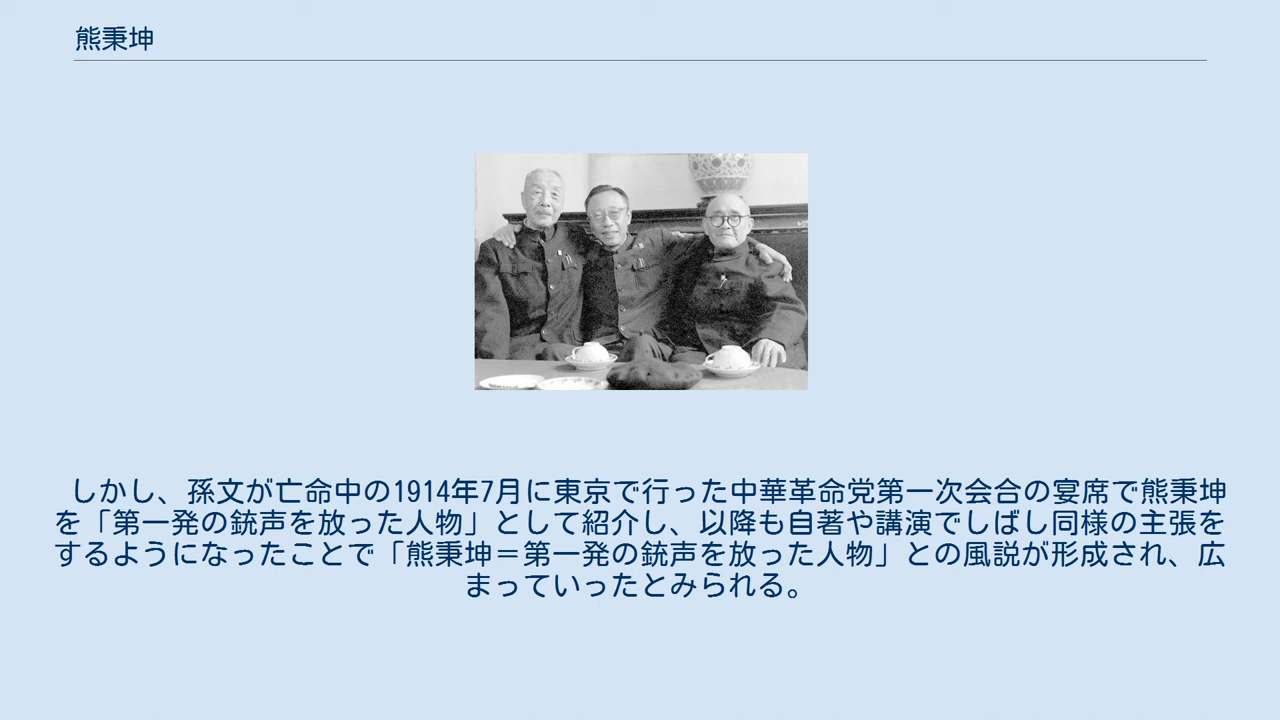 熊秉坤
しかし、孫文が亡命中の1914年7月に東京で行った中華革命党第一次会合の宴席で熊秉坤
を「第一発の銃声を放った人物」として紹介し、以降も自著や講演でしばし同様の主張を
するようになったことで「熊秉坤＝第一発の銃声を放った人物」との風説が形成され、広
まっていったとみられる。